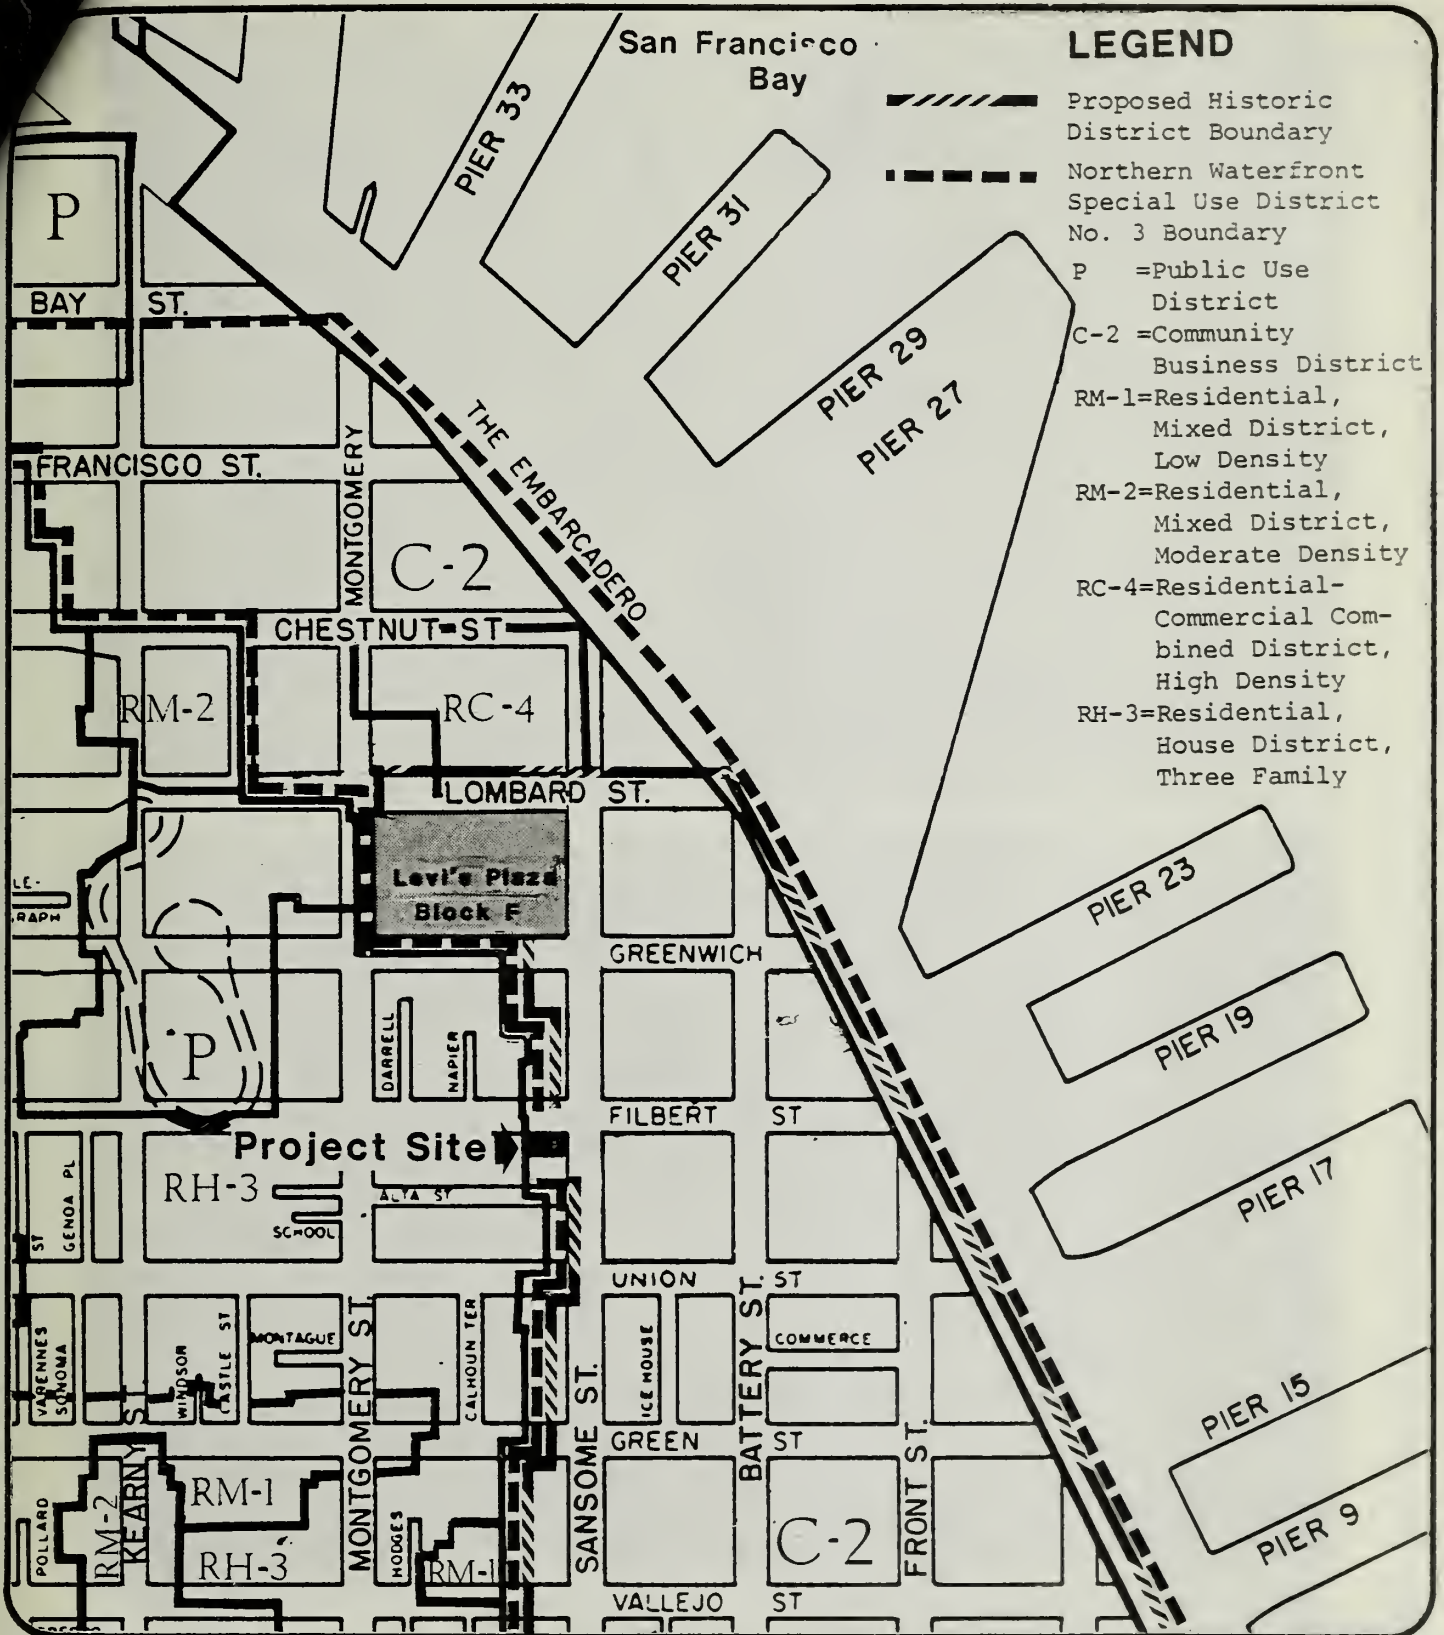 San Francisco
Bay
LEGEND
Proposed Historic
District Boundary
Northern Waterfront
Special Use District
No. 3 Boundary
P =Public Use
District
C-2 =Community
Business District
RM-1=Residential,
Mixed District,
Low Density
RM-2=Residential,
Mixed District,
Moderate Density
RC-4=Residential-
Commercial Com-
bined District,
High Density
RH-3=Residential,
House District,
Three Family
PIER 33
PIER 31
PIER 29
PIER 27
PIER 23
PIER 19
PIER 17
PIER 15
PIER 9
P
BAY ST.
FRANCISCO ST.
MONTGOMERY
THE EMBARCADERO
C-2
CHESTNUT ST
RM-2
RC-4
LOMBARD ST.
Levi's Plaza
Block F
LE-
GRAPH
GREENWICH
P
DARRELL
NAPIER
FILBERT ST
Project Site
RH-3
ALTA ST
SCHOOL
ST
GENOA PL
UNION ST
VARENNES
SONOMA
WINDSOR
CASTLE ST
MONTAGUE
MONTGOMERY ST.
CALHOUN TER
ICE HOUSE
BATTERY ST.
COMMERCE
SANSOME ST.
GREEN ST
FRONT ST.
KEARNY ST
POLLARD
RM-2
RM-1
RH-3
HODGES
RM-1
C-2
VALLEJO ST